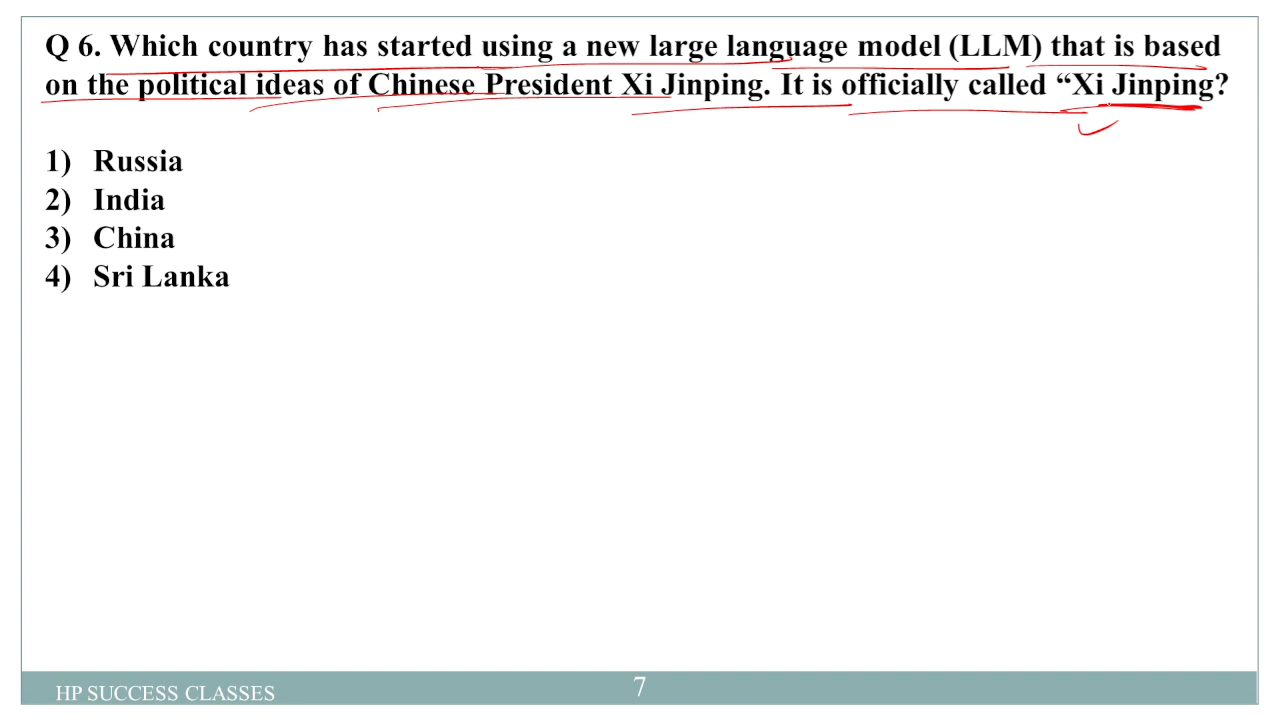 Q 6. Which country has started using a new large language model (LLM) that is based
on the political ideas of Chinese President Xi Jinping. It is officially called “Xi Jinping?
1) Russia
2) India
3) China
4) Sri Lanka
HP SUCCESS CLASSES
7